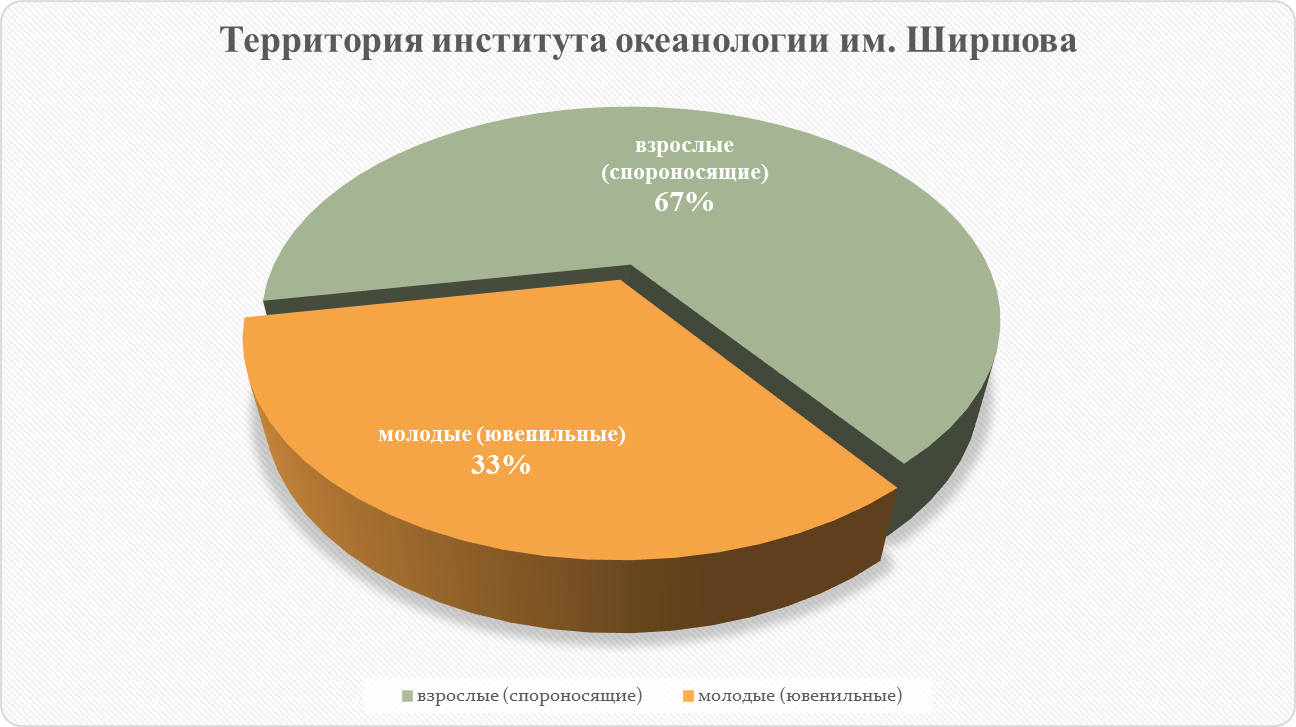 Территория института океанологии им. Ширшова
взрослые
(спороносящие)
67%
молодые (ювенильные)
33%
взрослые (спороносящие) молодые (ювенильные)